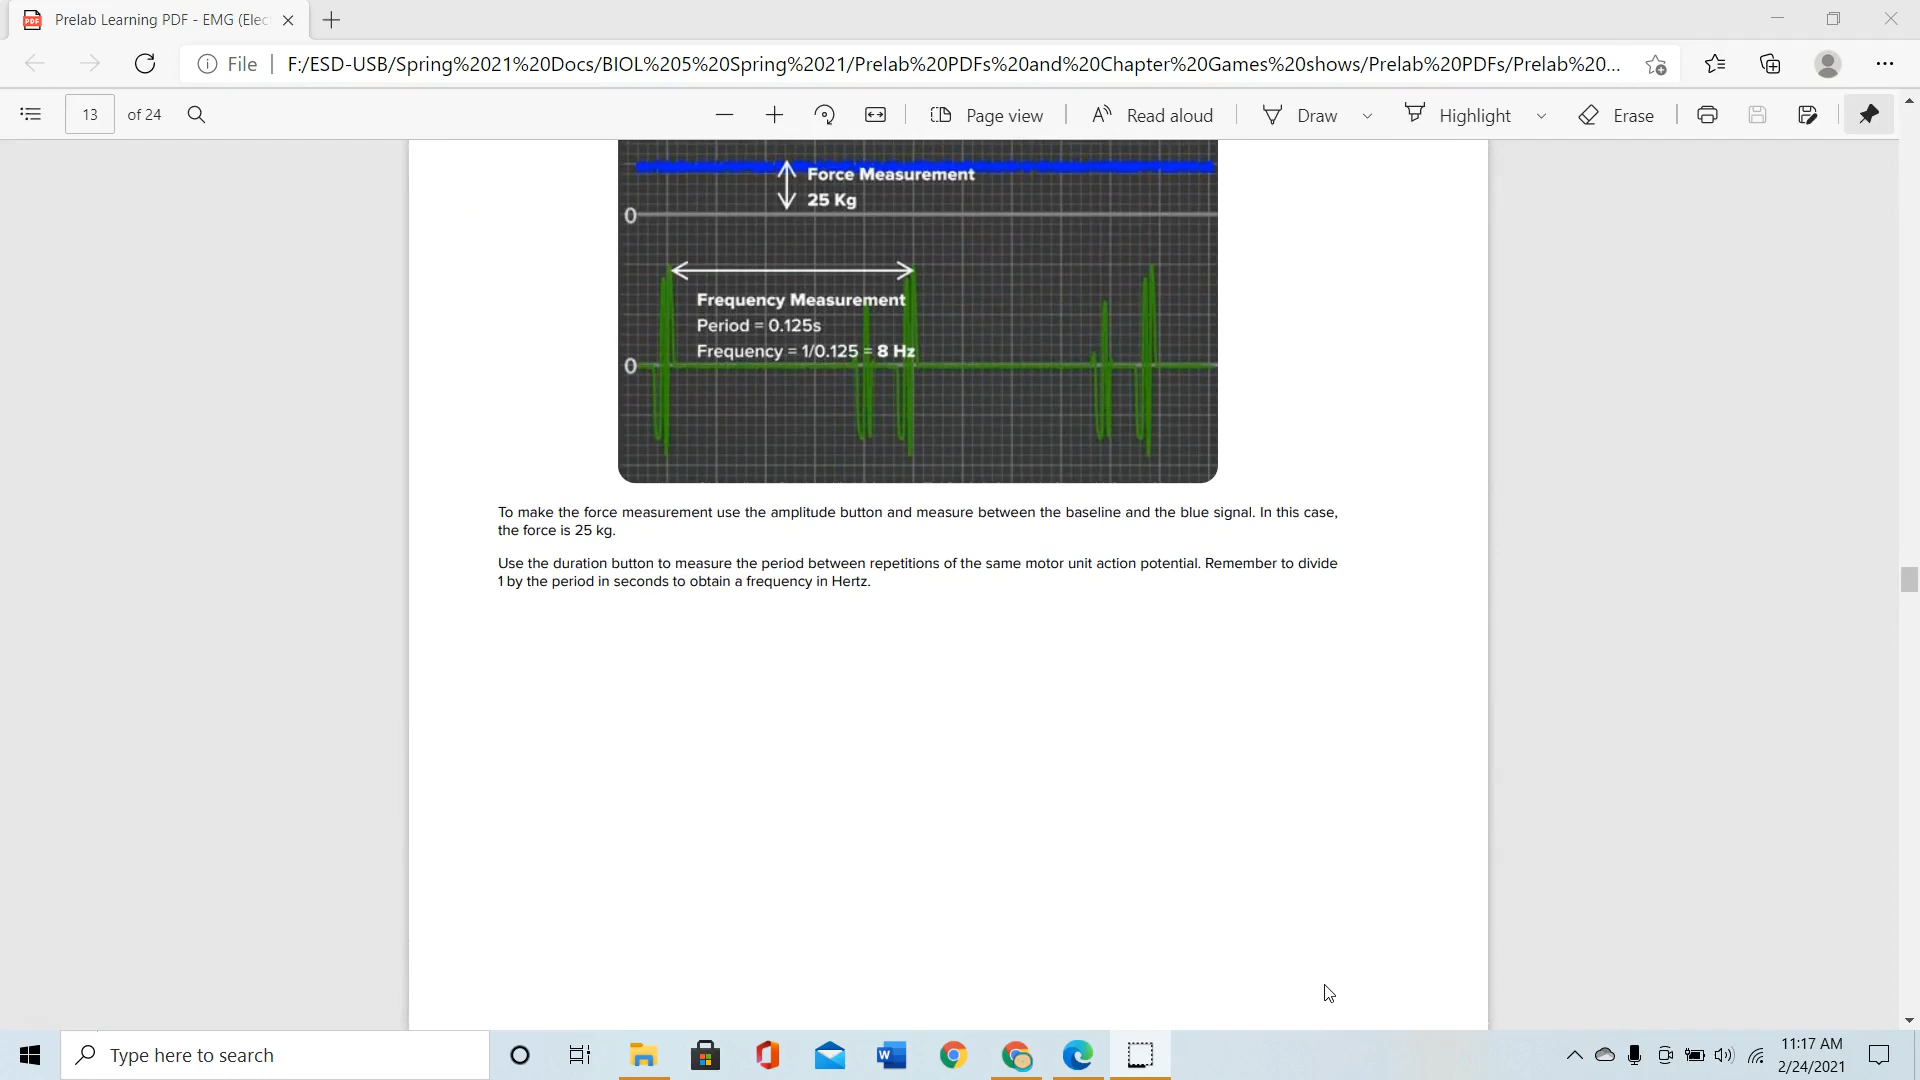 Prelab Learning PDF - EMG (Elec
File
F:/ESD-USB/Spring%2021%20Docs/BIOL%205%20Spring%2021/Prelab%20PDFs%20and%20Chapter%20Games%20shows/Prelab%20PDFs/Prelab%20...
13 of 24
Page view
Read aloud
Draw
Highlight
Erase
Force Measurement
25 Kg
0
Frequency Measurement
Period = 0.125s
Frequency = 1/0.125 = 8 Hz
0
To make the force measurement use the amplitude button and measure between the baseline and the blue signal. In this case,
the force is 25 kg.
Use the duration button to measure the period between repetitions of the same motor unit action potential. Remember to divide
1 by the period in seconds to obtain a frequency in Hertz.
Type here to search
11:17 AM
2/24/2021